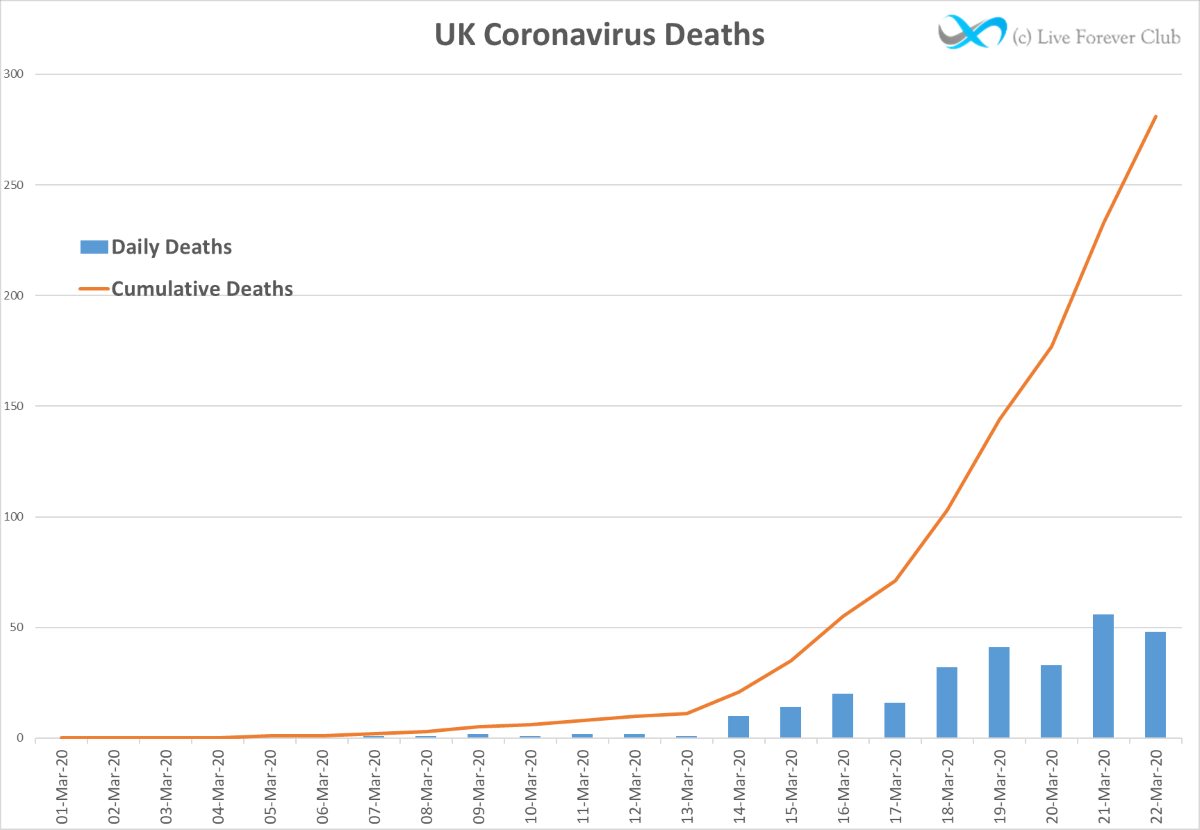 UK Coronavirus Deaths
(c) Live Forever Club
300
250
200
150
100
50
0
Daily Deaths
Cumulative Deaths
01-Mar-20
02-Mar-20
03-Mar-20
04-Mar-20
05-Mar-20
06-Mar-20
07-Mar-20
08-Mar-20
09-Mar-20
10-Mar-20
11-Mar-20
12-Mar-20
13-Mar-20
14-Mar-20
15-Mar-20
16-Mar-20
17-Mar-20
18-Mar-20
19-Mar-20
20-Mar-20
21-Mar-20
22-Mar-20